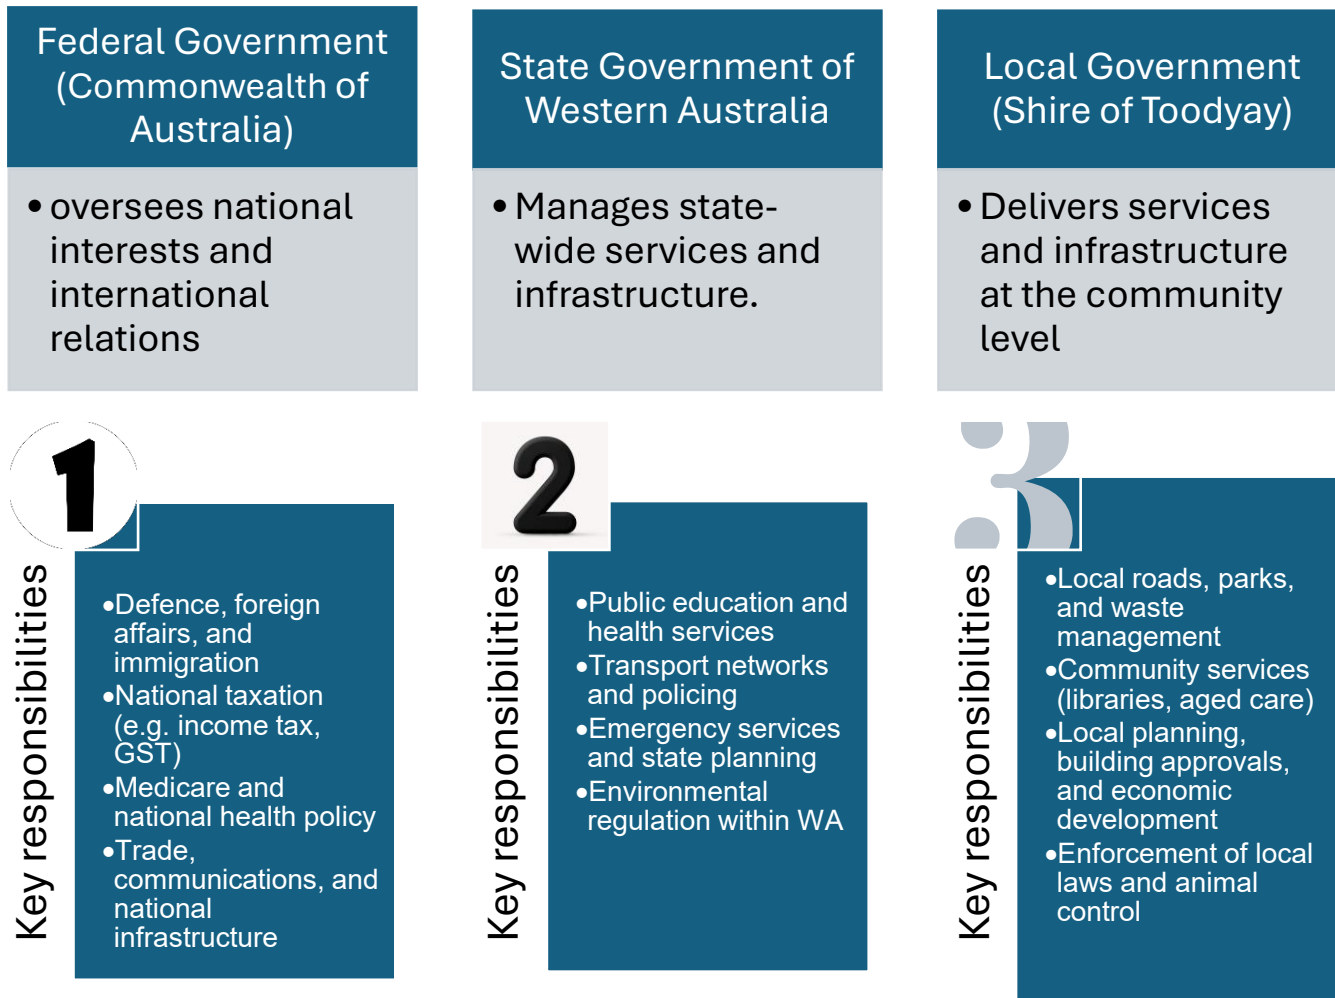 Federal Government
(Commonwealth of
Australia)
• oversees national
interests and
international
relations
State Government of
Western Australia
• Manages state-
wide services and
infrastructure.
Local Government
(Shire of Toodyay)
• Delivers services
and infrastructure
at the community
level
1
Key responsibilities
•Defence, foreign
affairs, and
immigration
•National taxation
(e.g. income tax,
GST)
•Medicare and
national health policy
•Trade,
communications, and
national
infrastructure
2
Key responsibilities
•Public education and
health services
•Transport networks
and policing
•Emergency services
and state planning
•Environmental
regulation within WA
3
Key responsibilities
•Local roads, parks,
and waste
management
•Community services
(libraries, aged care)
•Local planning,
building approvals,
and economic
development
•Enforcement of local
laws and animal
control